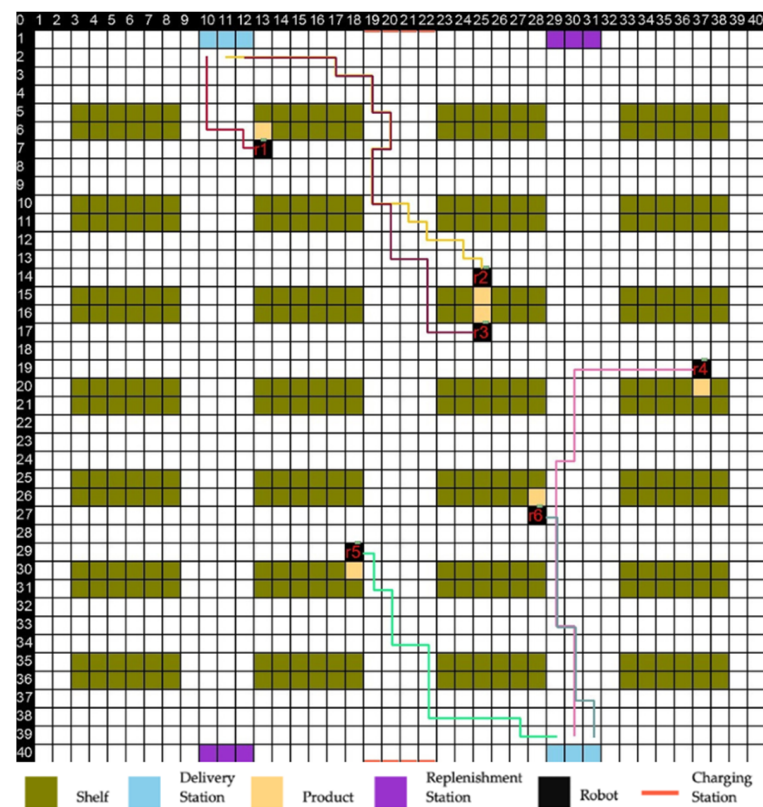 0 1 2 3 4 5 6 7 8 9 10 11 12 13 14 15 16 17 18 19 20 21 22 23 24 25 26 27 28 29 30 31 32 33 34 35 36 37 38 39 40
1
2
3
4
5
6
7 r1
8
9
10
11
12
13
14 r2
15
16
17 r3
18
19 r4
20
21
22
23
24
25
26
27 r6
28
29 r5
30
31
32
33
34
35
36
37
38
39
40
Shelf
Delivery
Station
Product
Replenishment
Station
Robot
Charging
Station